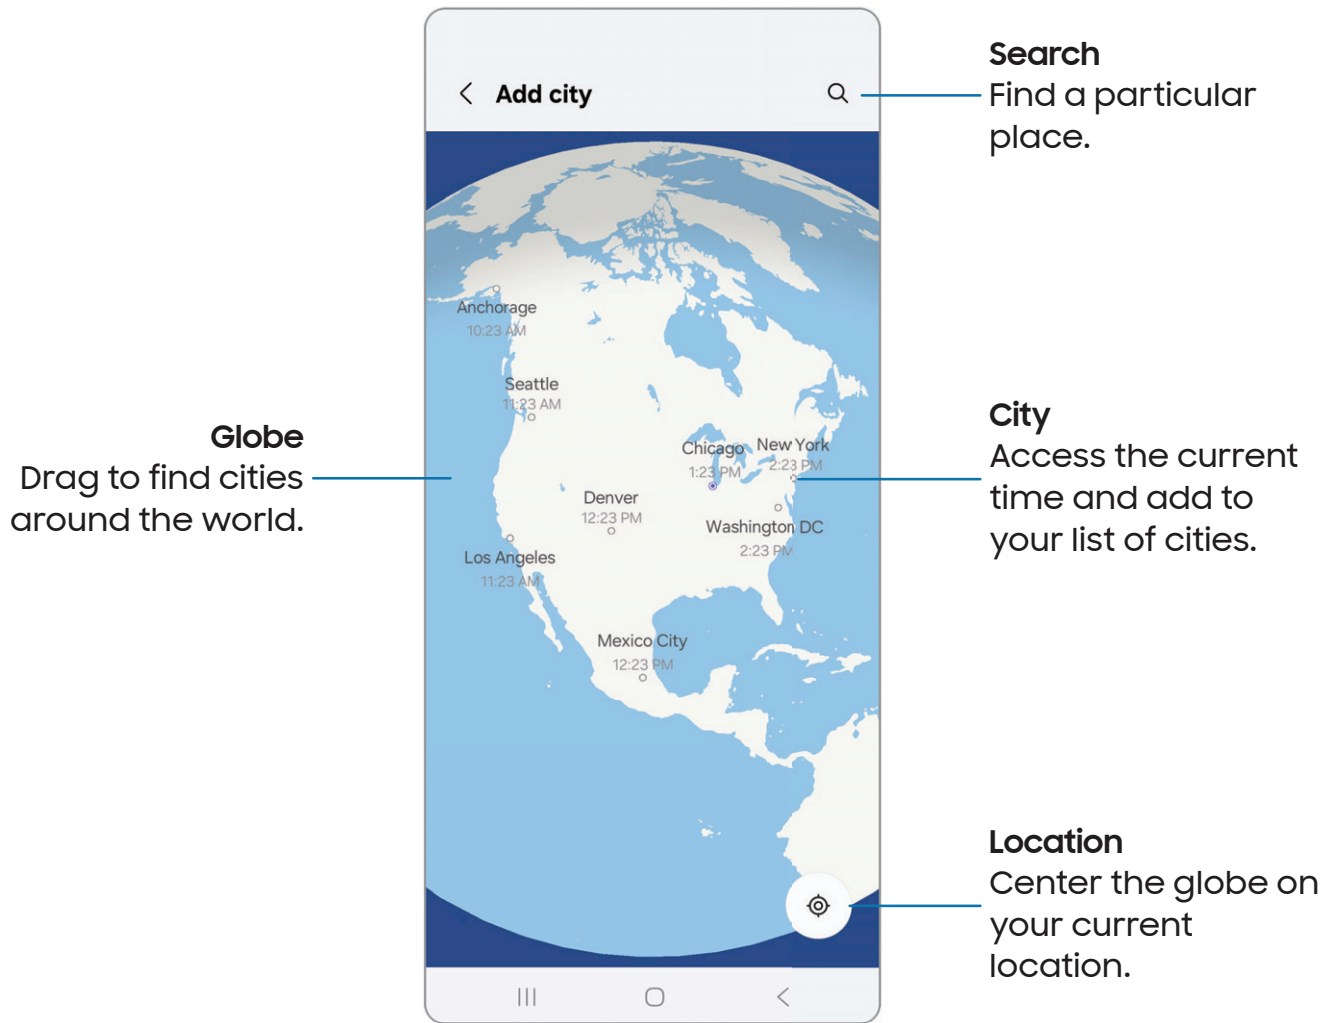 Add city
Search
Find a particular
place.
Anchorage
10:23 AM
Seattle
11:23 AM
Globe
Drag to find cities
around the world.
Chicago
1:23 PM
New York
2:23 PM
City
Access the current
time and add to
your list of cities.
Denver
12:23 PM
Washington DC
2:23 PM
Los Angeles
11:23 AM
Mexico City
12:23 PM
Location
Center the globe on
your current
location.